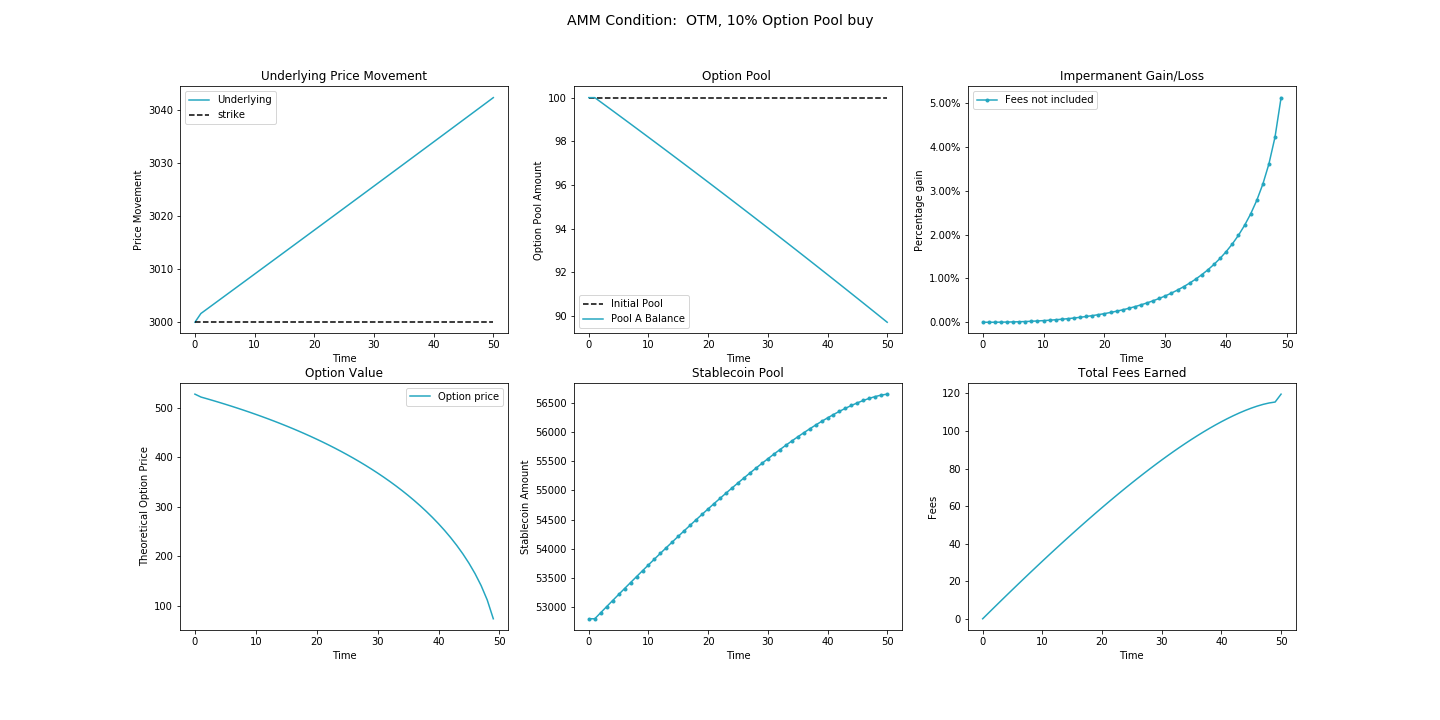 AMM Condition:  OTM, 10% Option Pool buy
Underlying Price Movement
Underlying
strike
Price Movement
3040
3030
3020
3010
3000
0 10 20 30 40 50
Time
Option Pool
Initial Pool
Pool A Balance
Option Pool Amount
100
98
96
94
92
90
0 10 20 30 40 50
Time
Impermanent Gain/Loss
Fees not included
Percentage gain
5.00%
4.00%
3.00%
2.00%
1.00%
0.00%
0 10 20 30 40 50
Time
Option Value
Option price
Theoretical Option Price
500
400
300
200
100
0 10 20 30 40 50
Time
Stablecoin Pool
Stablecoin Amount
56500
56000
55500
55000
54500
54000
53500
53000
0 10 20 30 40 50
Time
Total Fees Earned
Fees
120
100
80
60
40
20
0
0 10 20 30 40 50
Time